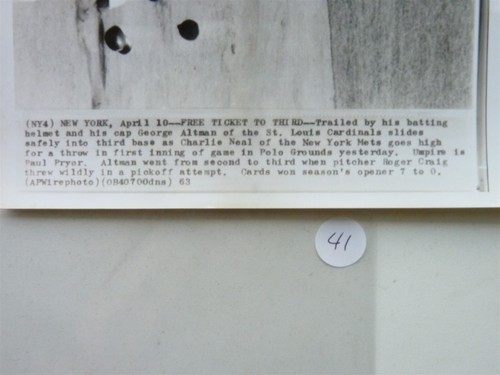 (NY4) NEW YORK, April 10--FREE TICKET TO THIRD--Trailed by his batting
helmet and his cap George Altman of the St. Louis Cardinals slides
safely into third base as Charlie Neal of the New York Mets goes high
for a throw in first inning of game in Polo Grounds yesterday. Umpire is
Paul Pryor. Altman went from second to third when pitcher Roger Craig
threw wildly in a pickoff attempt. Cards won season's opener 7 to 0.
(APWirephoto)(OB40700dns) 63
41